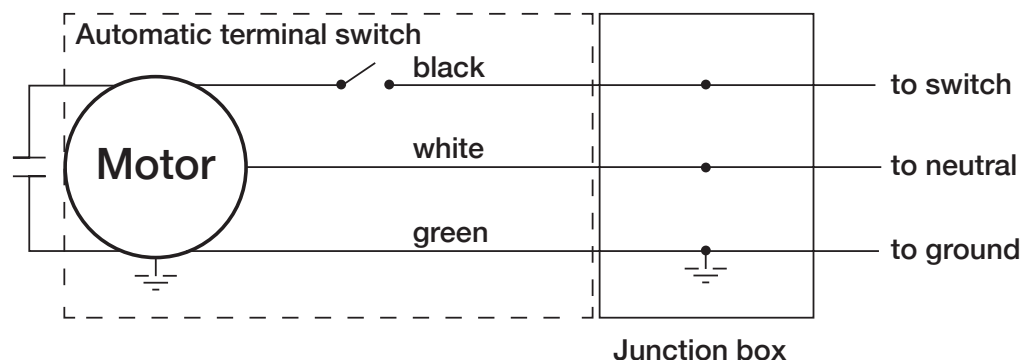 Automatic terminal switch
black
to switch
Motor
white
to neutral
green
to ground
Junction box